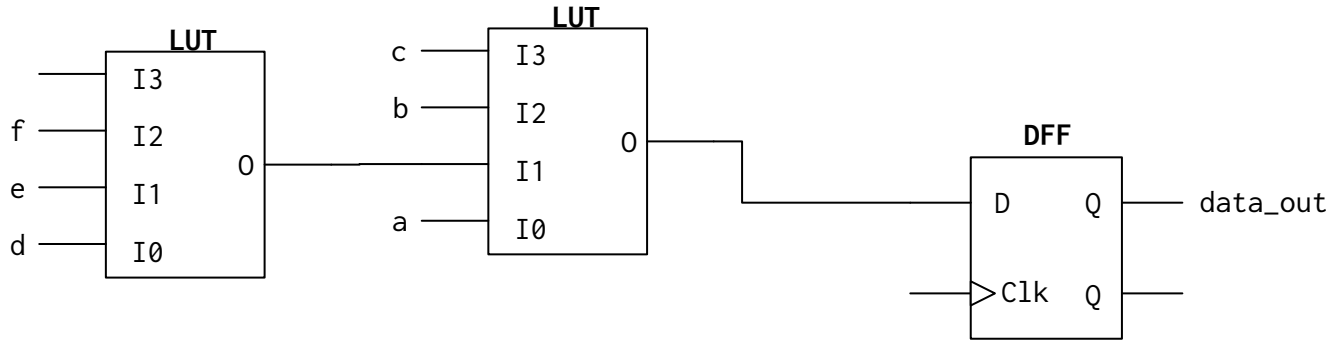 LUT
I3
f I2
e I1
d I0
O
LUT
c I3
b I2
I1
a I0
O
DFF
D Q data_out
Clk Q